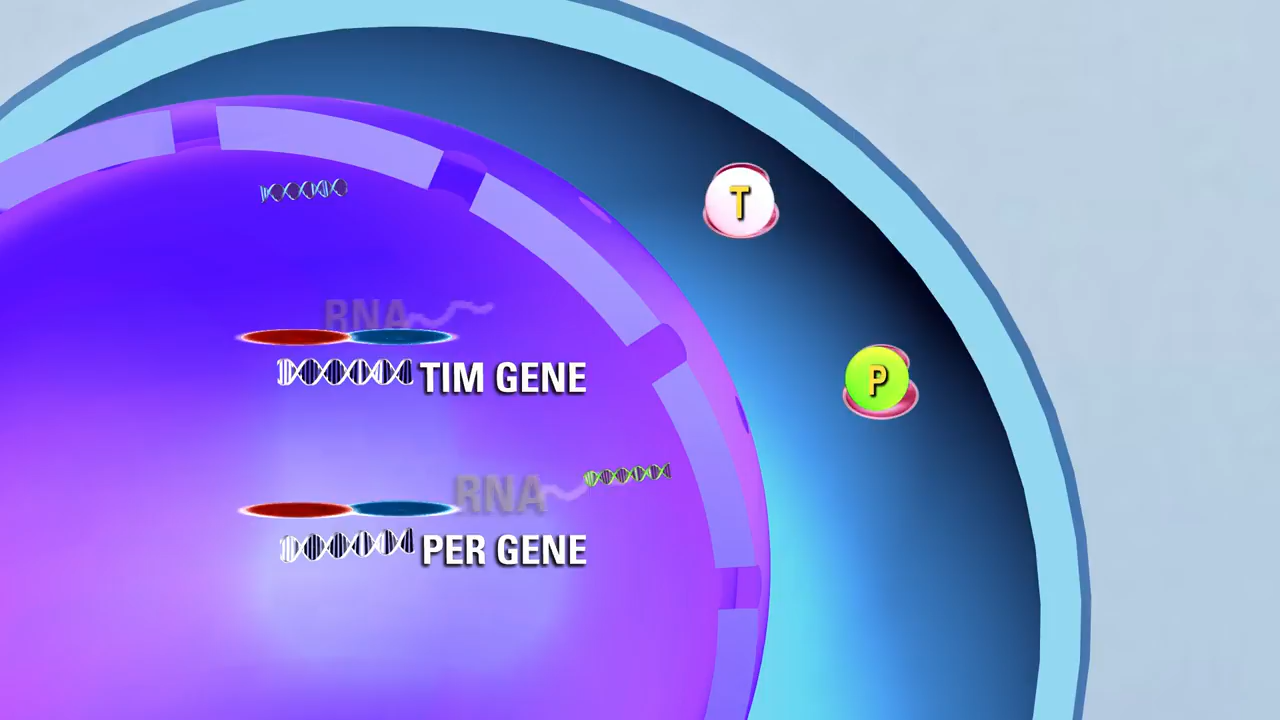 T
RNA
TIM GENE
P
RNA
PER GENE